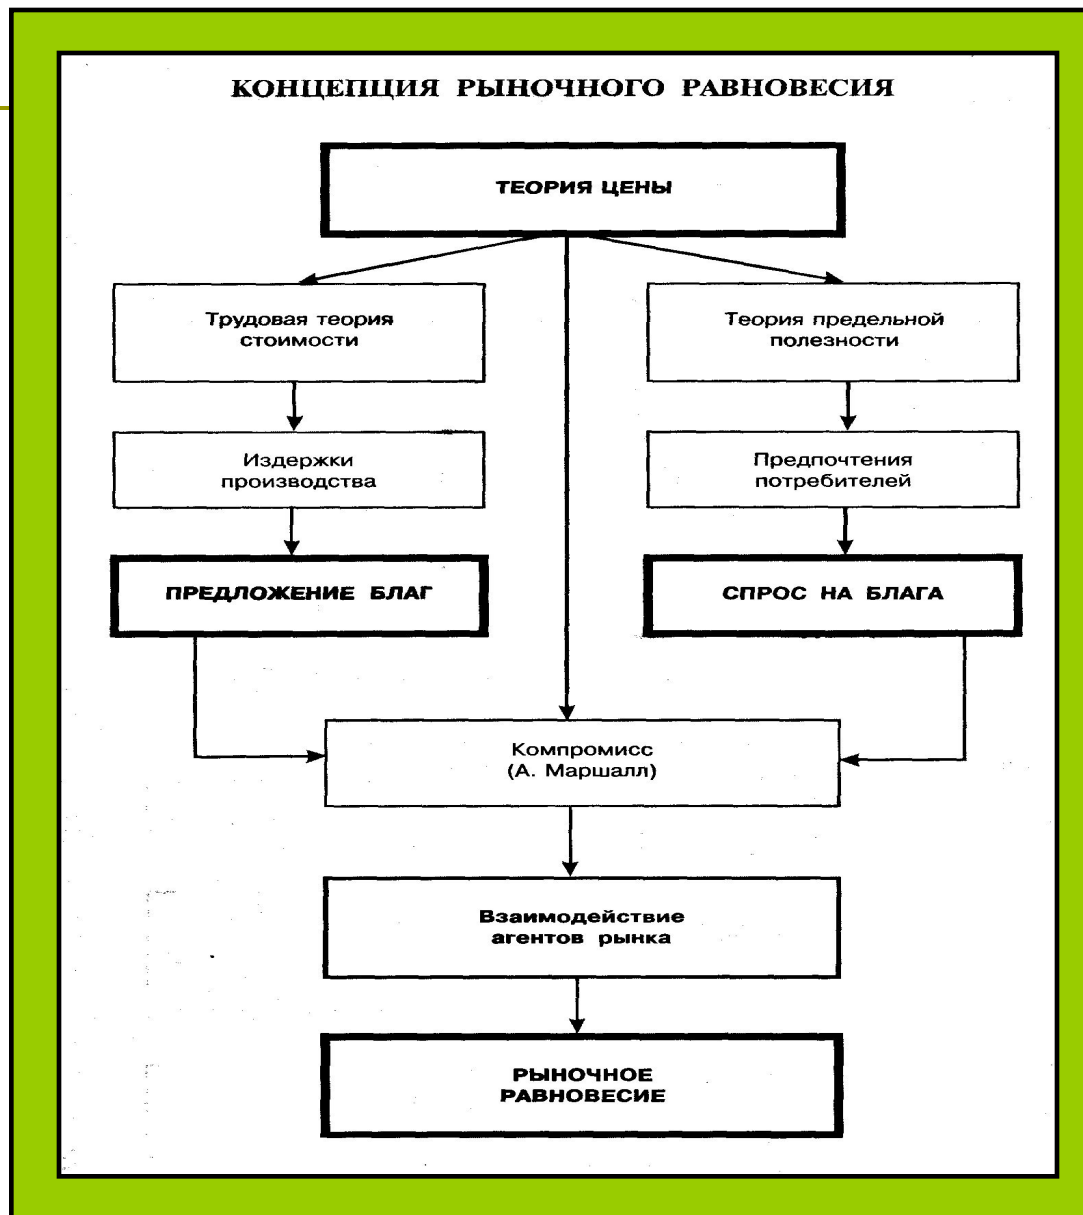 КОНЦЕПЦИЯ РЫНОЧНОГО РАВНОВЕСИЯ
ТЕОРИЯ ЦЕНЫ
Трудовая теория
стоимости
Теория предельной
полезности
Издержки
производства
Предпочтения
потребителей
ПРЕДЛОЖЕНИЕ БЛАГ
СПРОС НА БЛАГА
Компромисс
(А. Маршалл)
Взаимодействие
агентов рынка
РЫНОЧНОЕ
РАВНОВЕСИЕ